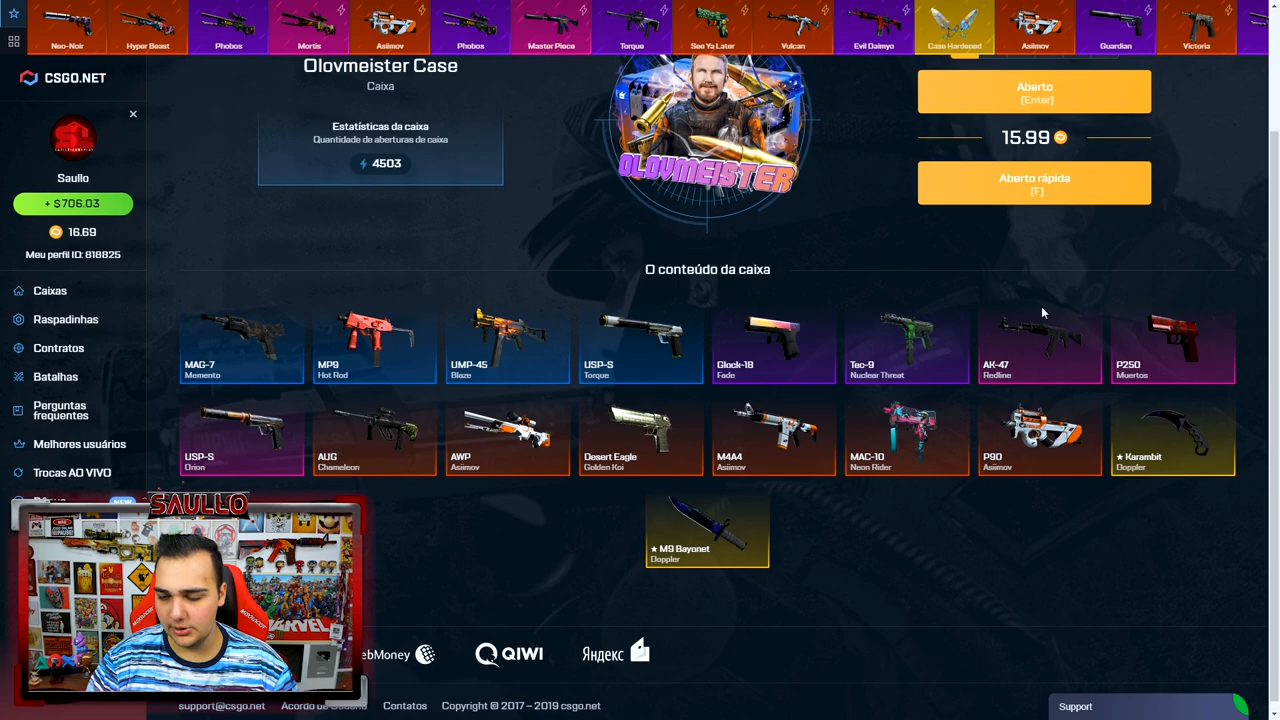 Neo-Noir
Hyper Beast
Phobos
Mortis
Asiimov
Phobos
Master Piece
Torque
See Ya Later
Vulcan
Evil Daimyo
Case Hardened
Asiimov
Guardian
Victoria
CSGO.NET
Saullo
+ $706.03
16.69
Meu perfil ID: 818825
Caixas
Raspadinhas
Contratos
Batalhas
Perguntas
frequentes
Melhores usuários
Trocas AO VIVO
NEW
Olovmeister Case
Caixa
Estatísticas da caixa
Quantidade de aberturas de caixa
4503
OLOVMEISTER
Aberto
[Enter]
15.99
Aberto rápida
[F]
O conteúdo da caixa
MAG-7
Memento
MP9
Hot Rod
UMP-45
Blaze
USP-S
Torque
Glock-18
Fade
Tec-9
Nuclear Threat
AK-47
Redline
P250
Muertos
USP-S
Orion
AUG
Chameleon
AWP
Asiimov
Desert Eagle
Golden Koi
M4A4
Asiimov
MAC-10
Neon Rider
P90
Asiimov
★ Karambit
Doppler
★ M9 Bayonet
Doppler
SAULLO
MARVEL
ebMoney
QIWI
Яндекс
support@csgo.net
Contatos
Copyright © 2017 – 2019 csgo.net
Support